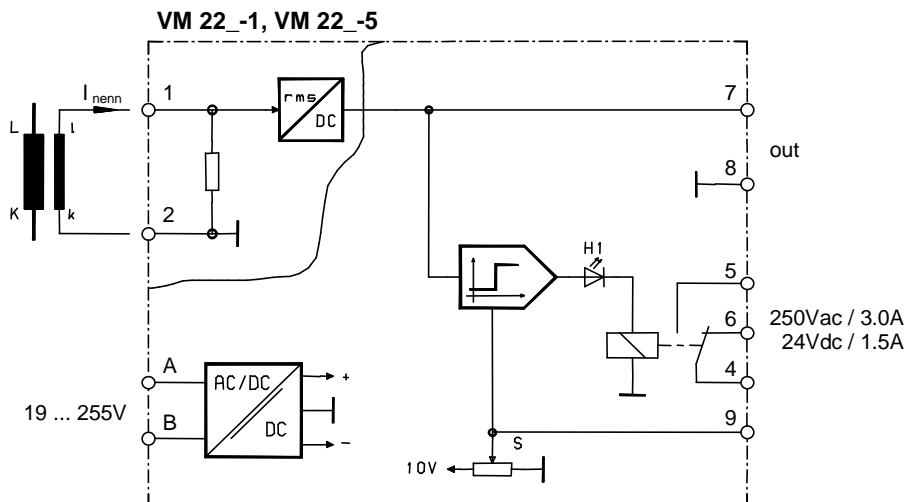 VM 22_-1, VM 22_-5
I nenn
1
rms
DC
7
L
l
K
k
out
8
2
H1
5
6
250Vac / 3.0A
24Vdc / 1.5A
4
A
AC/DC
+
19 ... 255V
B
DC
–
9
S
10V